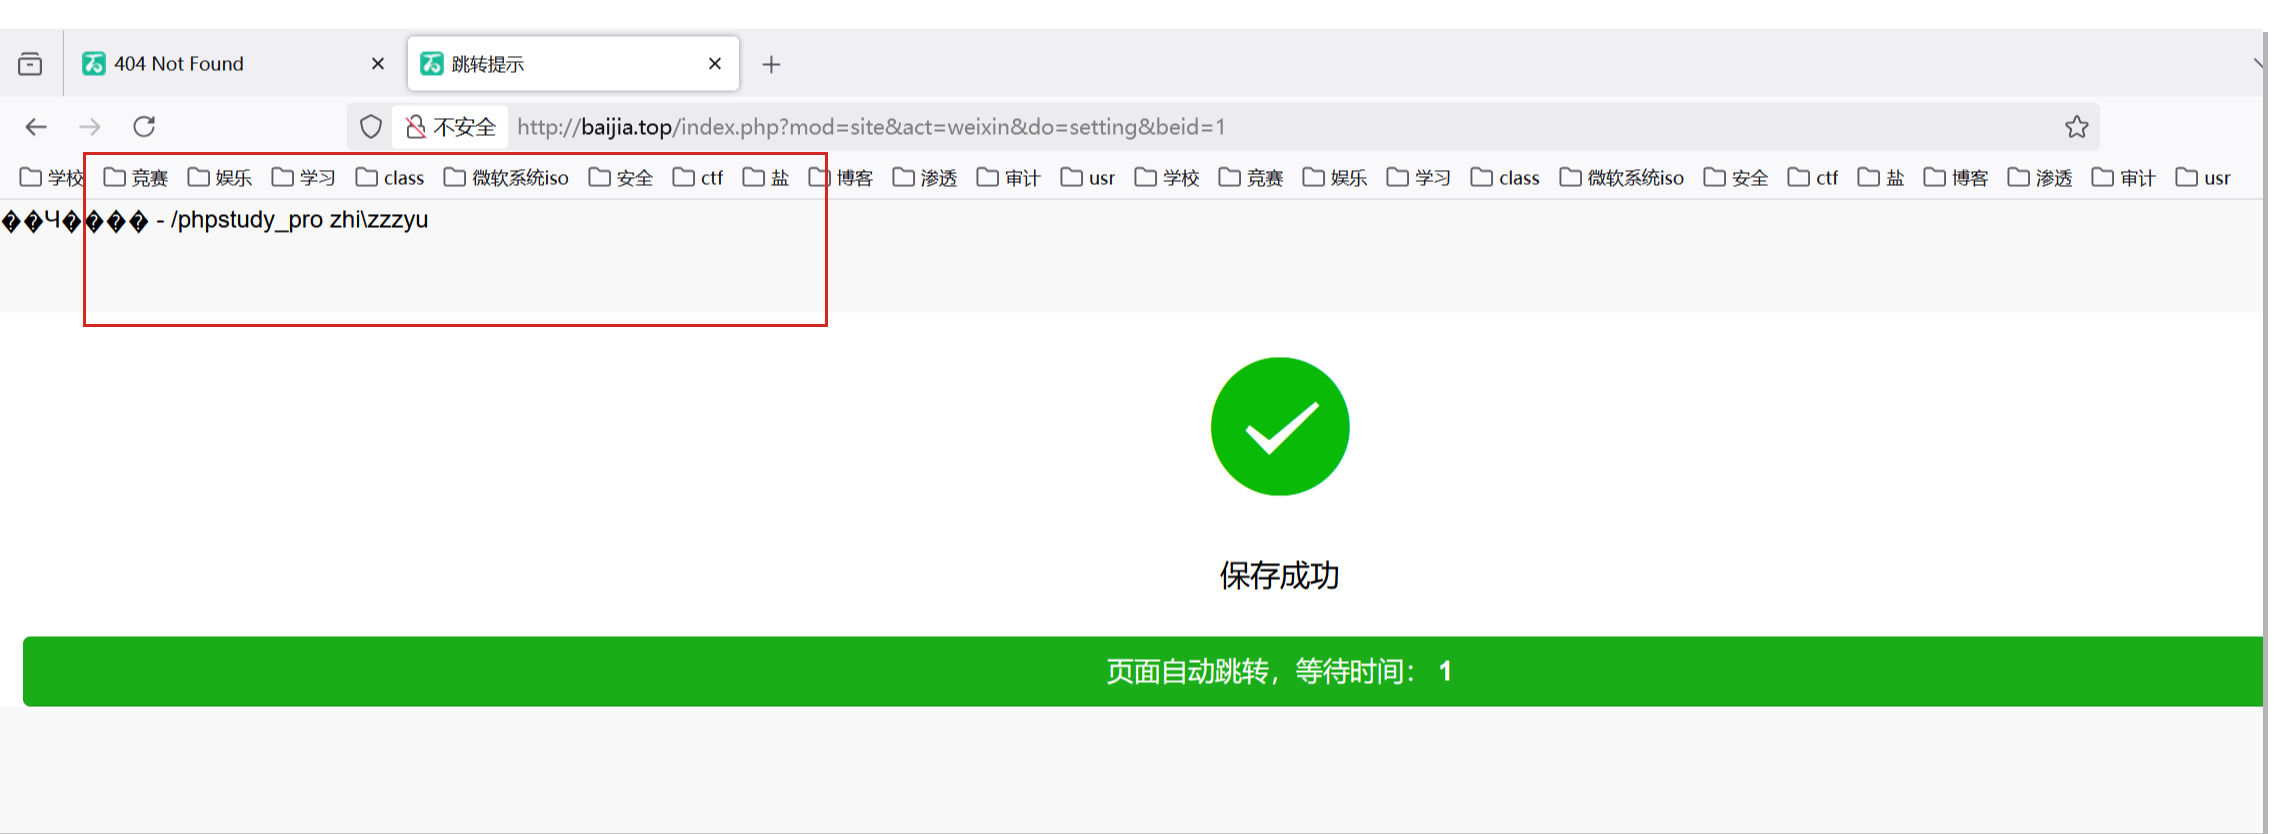 404 Not Found 跳转提示
不安全 http://baijia.top/index.php?mod=site&act=weixin&do=setting&beid=1
学校 竞赛 娱乐 学习 class 微软系统iso 安全 ctf 盐 博客 渗透 审计 usr 学校 竞赛 娱乐 学习 class 微软系统iso 安全 ctf 盐 博客 渗透 审计 usr
��Ч���� - /phpstudy_pro zhi\zzzyu
保存成功
页面自动跳转，等待时间： 1